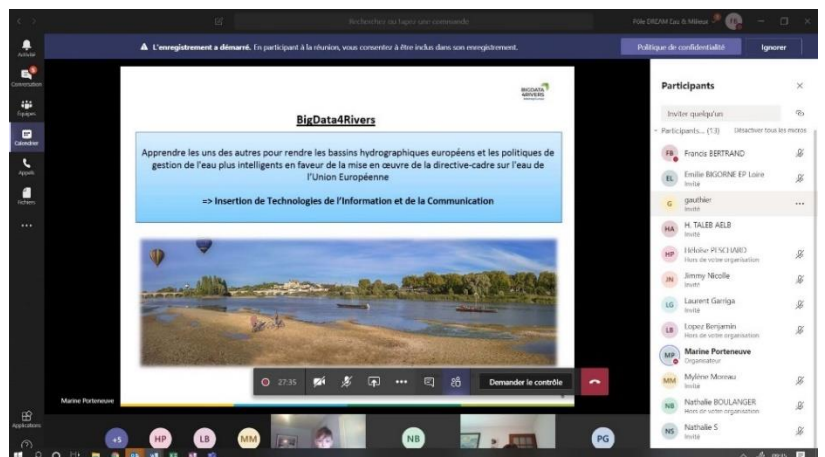 Rechercher ou tapez une commande
Pôle DREAM Eau & Milieux
FB
L'enregistrement a démarré. En participant à la réunion, vous consentez à être inclus dans son enregistrement.
Politique de confidentialité
Ignorer
Activité
Conversation
Équipes
Calendrier
Appels
Fichiers
Applications
BIGDATA
4RIVERS
BigData4Rivers
Apprendre les uns des autres pour rendre les bassins hydrographiques européens et les politiques de
gestion de l'eau plus intelligents en faveur de la mise en œuvre de la directive-cadre sur l'eau de
l'Union Européenne
=> Insertion de Technologies de l'Information et de la Communication
27:35
Demander le contrôle
Marine Porteneuve
+5
HP
LB
MM
NB
PG
Participants
Inviter quelqu'un
Participants... (13)
Désactiver tous les micros
FB
Francis BERTRAND
EL
Emilie BIGORNE EP Loire
Invité
G
gauthier
Invité
HA
H. TALEB AELB
Invité
HP
Héloïse PESCHARD
Hors de votre organisation
JN
Jimmy Nicolle
Invité
LG
Laurent Garriga
Invité
LB
Lopez Benjamin
Hors de votre organisation
MP
Marine Porteneuve
Organisateur
MM
Mylène Moreau
Invité
NB
Nathalie BOULANGER
Hors de votre organisation
NS
Nathalie S
Invité